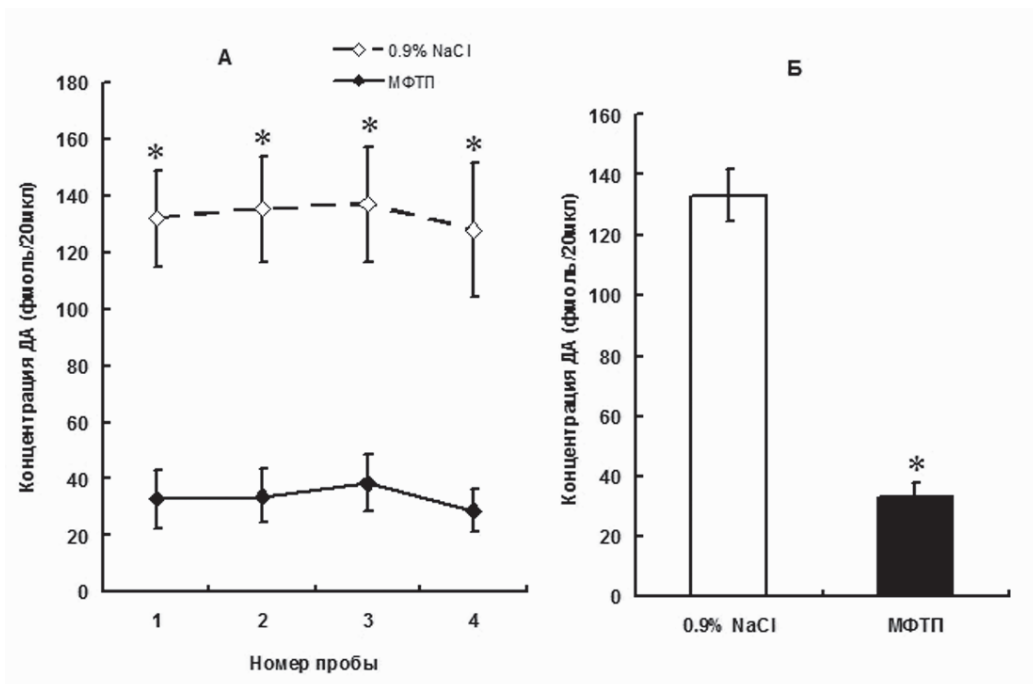 А
0.9% NaCl
МФТП
180
160
140
120
100
80
60
40
20
0
Концентрация ДА (фмоль/20мкл)
* * * *
1 2 3 4
Номер пробы
Б
160
140
120
100
80
60
40
20
0
Концентрация ДА (фмоль/20мкл)
*
0.9% NaCl МФТП